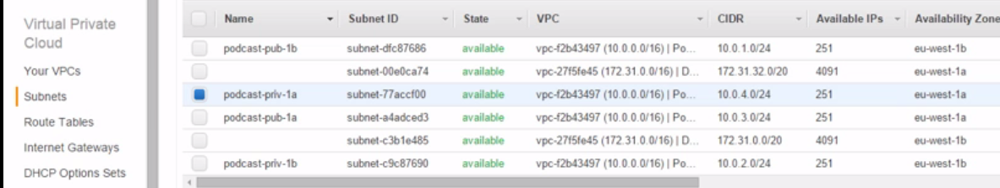 Virtual Private
Cloud
Your VPCs
Subnets
Route Tables
Internet Gateways
DHCP Options Sets
Name Subnet ID State VPC CIDR Available IPs Availability Zone
podcast-pub-1b subnet-dfc87686 available vpc-f2b43497 (10.0.0.0/16) | Po... 10.0.1.0/24 251 eu-west-1b
subnet-00e0ca74 available vpc-27f5fe45 (172.31.0.0/16) | D... 172.31.32.0/20 4091 eu-west-1a
podcast-priv-1a subnet-77accf00 available vpc-f2b43497 (10.0.0.0/16) | Po... 10.0.4.0/24 251 eu-west-1a
podcast-pub-1a subnet-a4adced3 available vpc-f2b43497 (10.0.0.0/16) | Po... 10.0.3.0/24 251 eu-west-1a
subnet-c3b1e485 available vpc-27f5fe45 (172.31.0.0/16) | D... 172.31.0.0/20 4091 eu-west-1b
podcast-priv-1b subnet-c9c87690 available vpc-f2b43497 (10.0.0.0/16) | Po... 10.0.2.0/24 251 eu-west-1b